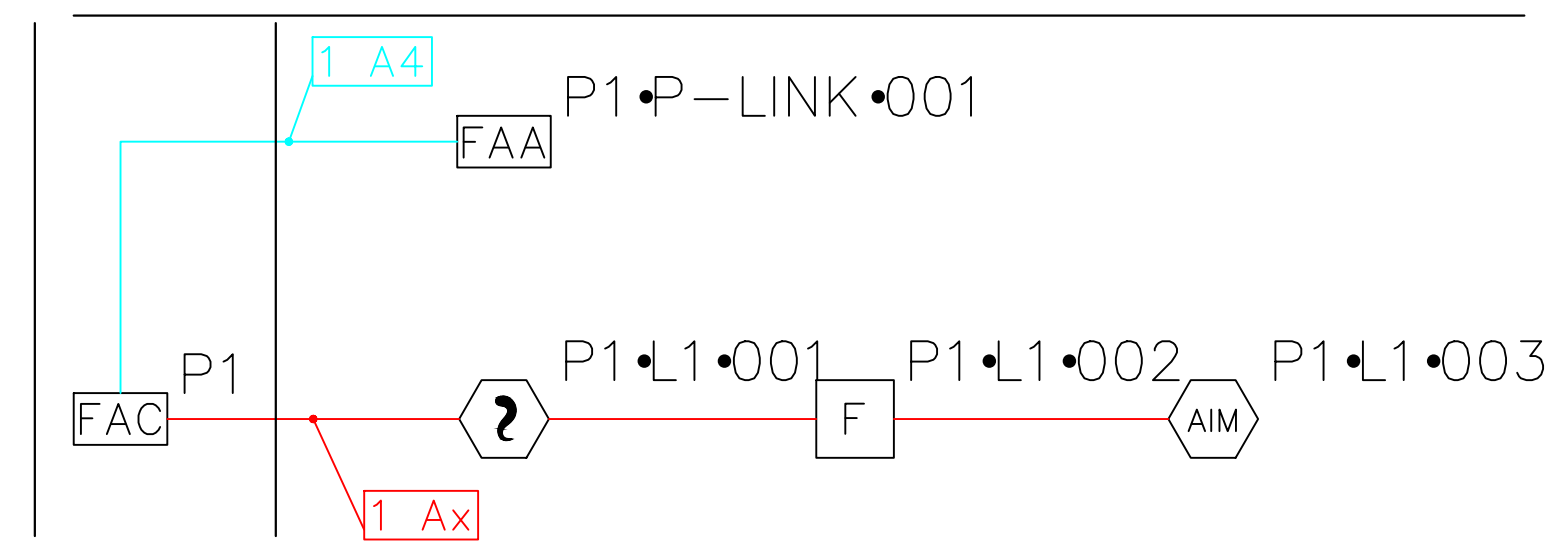 1 A4
P1•P-LINK•001
FAA
P1
P1•L1•001
P1•L1•002
P1•L1•003
FAC
F
AIM
1 Ax